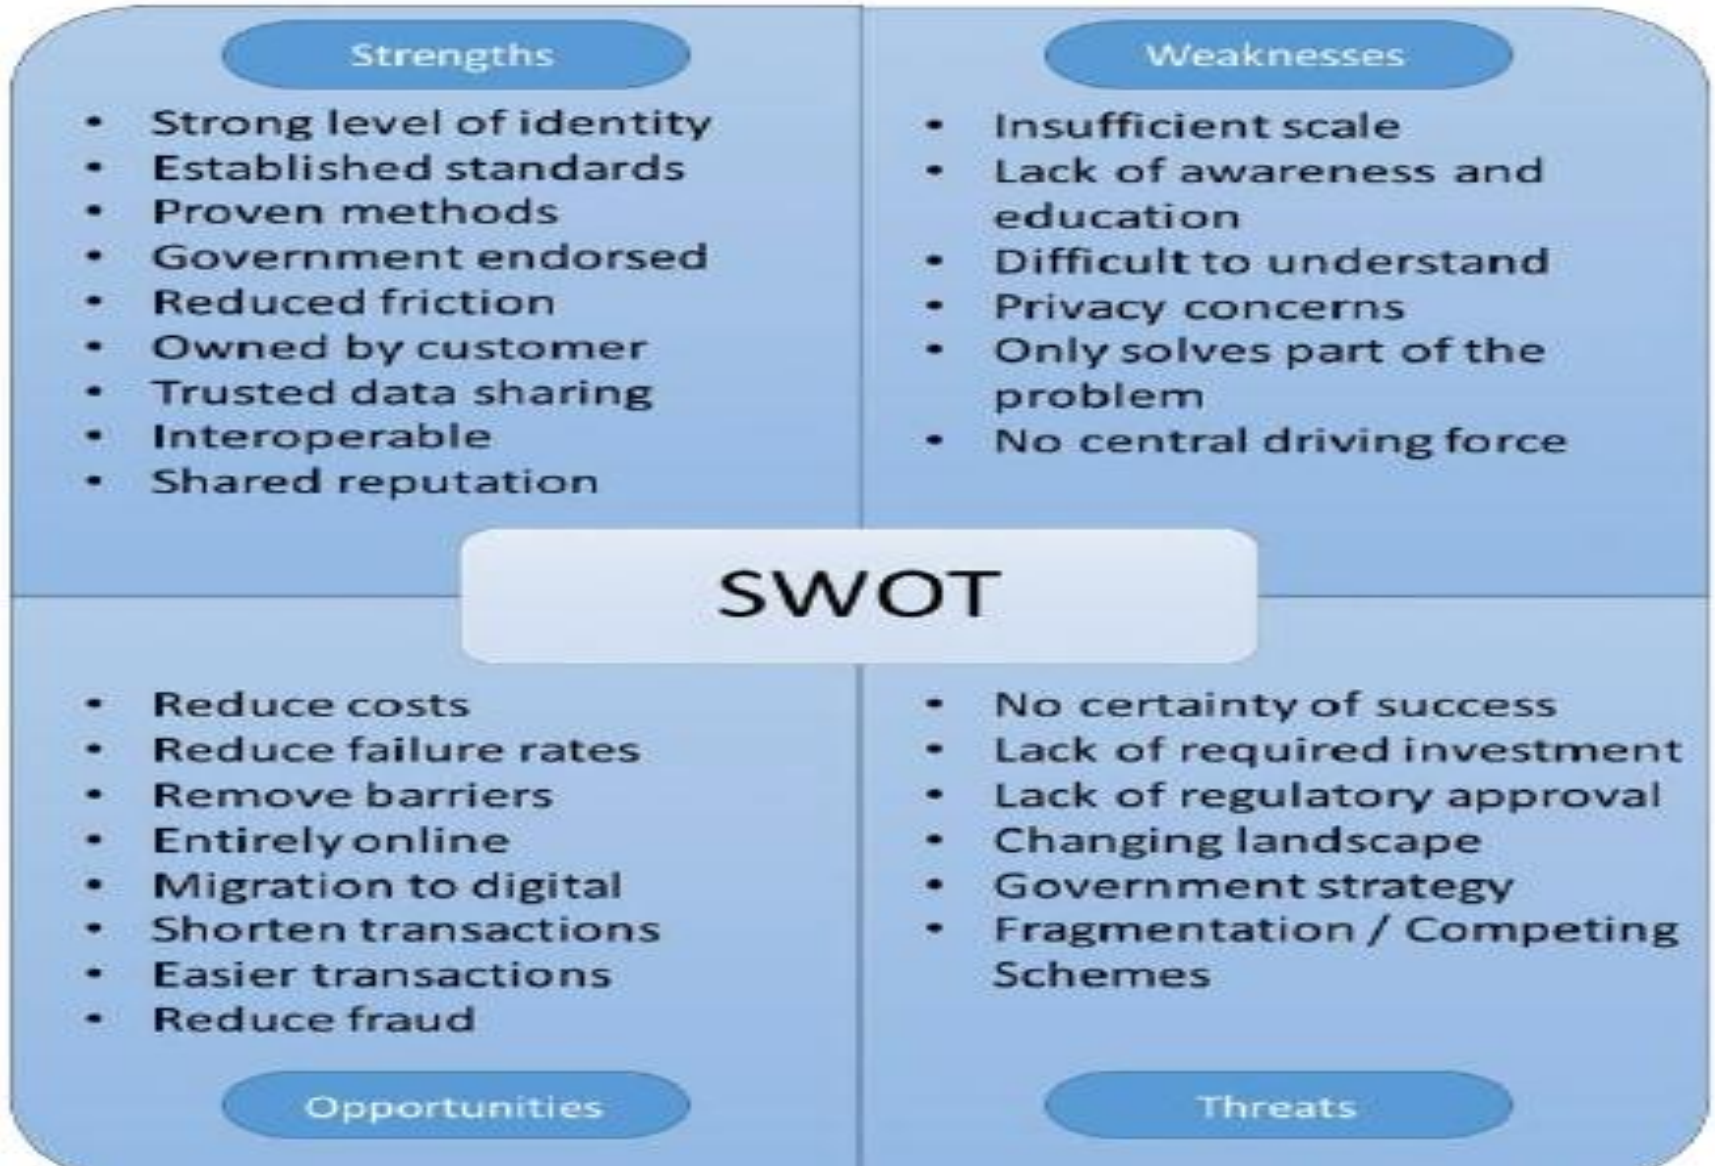 Strengths
• Strong level of identity
• Established standards
• Proven methods
• Government endorsed
• Reduced friction
• Owned by customer
• Trusted data sharing
• Interoperable
• Shared reputation
Weaknesses
• Insufficient scale
• Lack of awareness and
education
• Difficult to understand
• Privacy concerns
• Only solves part of the
problem
• No central driving force
SWOT
• Reduce costs
• Reduce failure rates
• Remove barriers
• Entirely online
• Migration to digital
• Shorten transactions
• Easier transactions
• Reduce fraud
Opportunities
• No certainty of success
• Lack of required investment
• Lack of regulatory approval
• Changing landscape
• Government strategy
• Fragmentation / Competing
Schemes
Threats